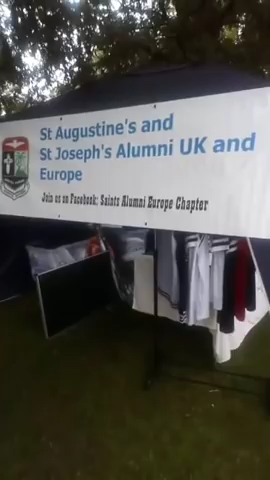 St Augustine's and
St Joseph's Alumni UK and
Europe
Join us on Facebook: Saints Alumni Europe Chapter